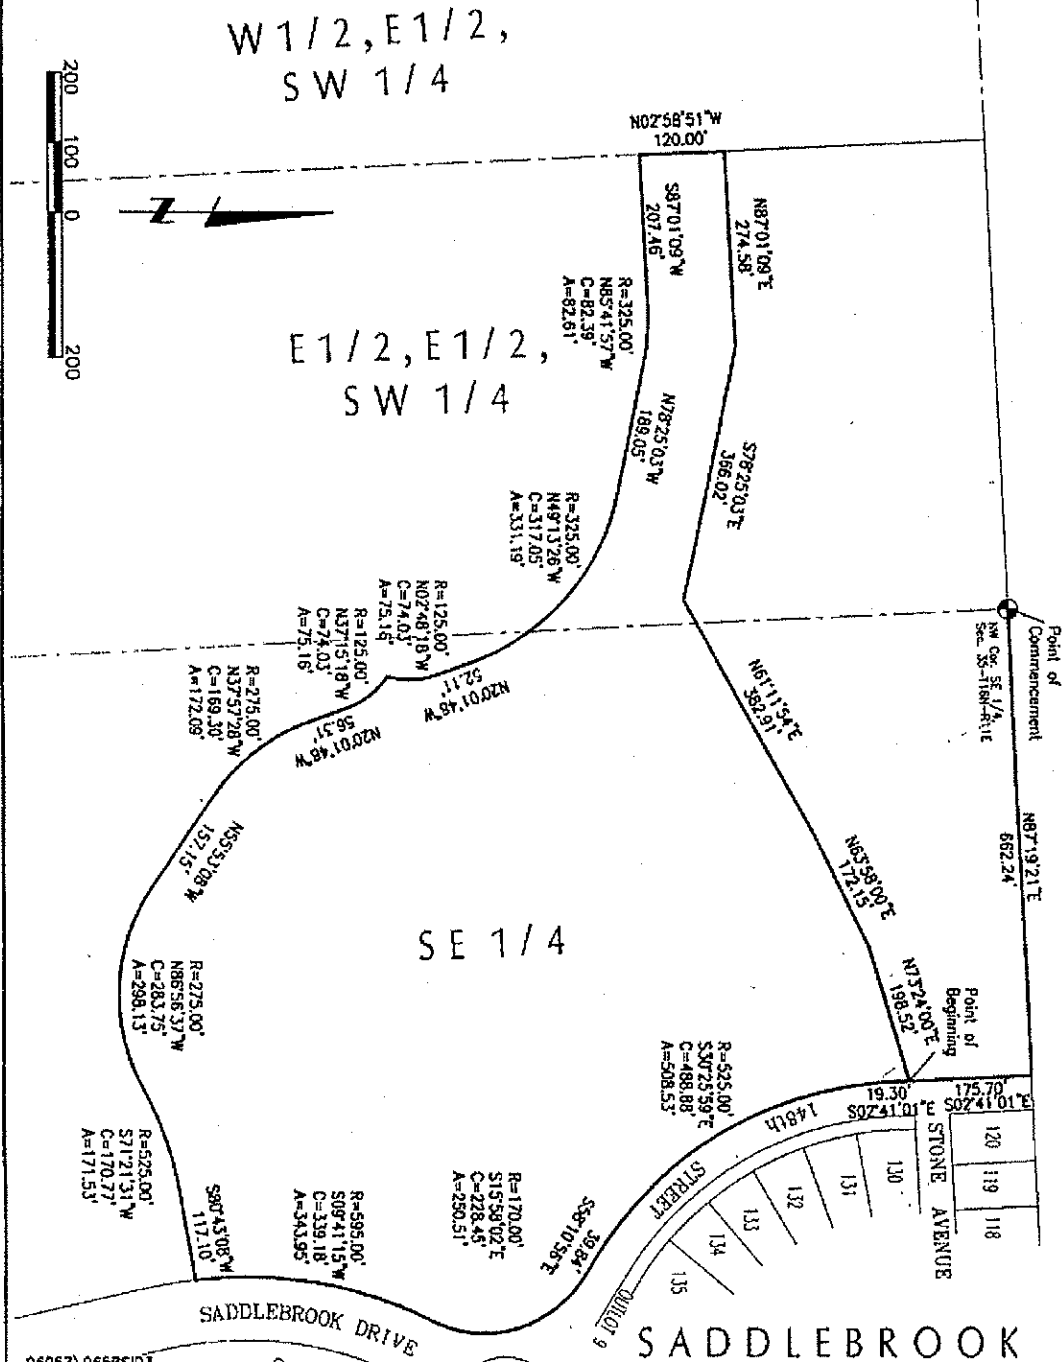 W 1/2, E 1/2,
SW 1/4
200
100
0
200
N
N02°58'51"W
120.00'
S87°01'09"W
207.46'
N87°01'09"E
274.58'
R=325.00'
N85°41'57"W
C=82.39'
A=82.61'
E 1/2, E 1/2,
SW 1/4
N78°25'03"W
189.05'
S78°25'03"E
366.02'
R=325.00'
N49°13'26"W
C=317.05'
A=331.19'
Point of
Commencement
NW Cor. SE 1/4,
Sec. 35-T16N-R11E
R=125.00'
N02°48'18"W
C=74.03'
A=75.16'
R=125.00'
N37°15'18"W
C=74.03'
A=75.16'
N20°01'48"W
52.11'
N20°01'48"W
56.31'
N61°11'54"E
382.91'
R=275.00'
N37°57'28"W
C=169.30'
A=172.09'
N87°19'21"E
662.24'
N55°53'08"W
157.15'
N63°58'00"E
172.15'
SE 1/4
R=275.00'
N86°56'37"W
C=283.75'
A=298.13'
N73°24'00"E
198.52'
Point of
Beginning
R=525.00'
S30°25'59"E
C=488.88'
A=508.53'
19.30'
S02°41'01"E
175.70'
S02°41'01"E
148th
STREET
STONE AVENUE
120
119
118
130
131
132
133
134
135
R=525.00'
S71°21'31"W
C=170.77'
A=171.53'
R=170.00'
S15°58'02"E
C=228.45'
A=250.51'
S58°10'56"E
39.84'
S80°43'08"W
117.10'
R=595.00'
S09°41'15"W
C=339.18'
A=343.95'
OUTLOT 9
SADDLEBROOK DRIVE
SADDLEBROOK